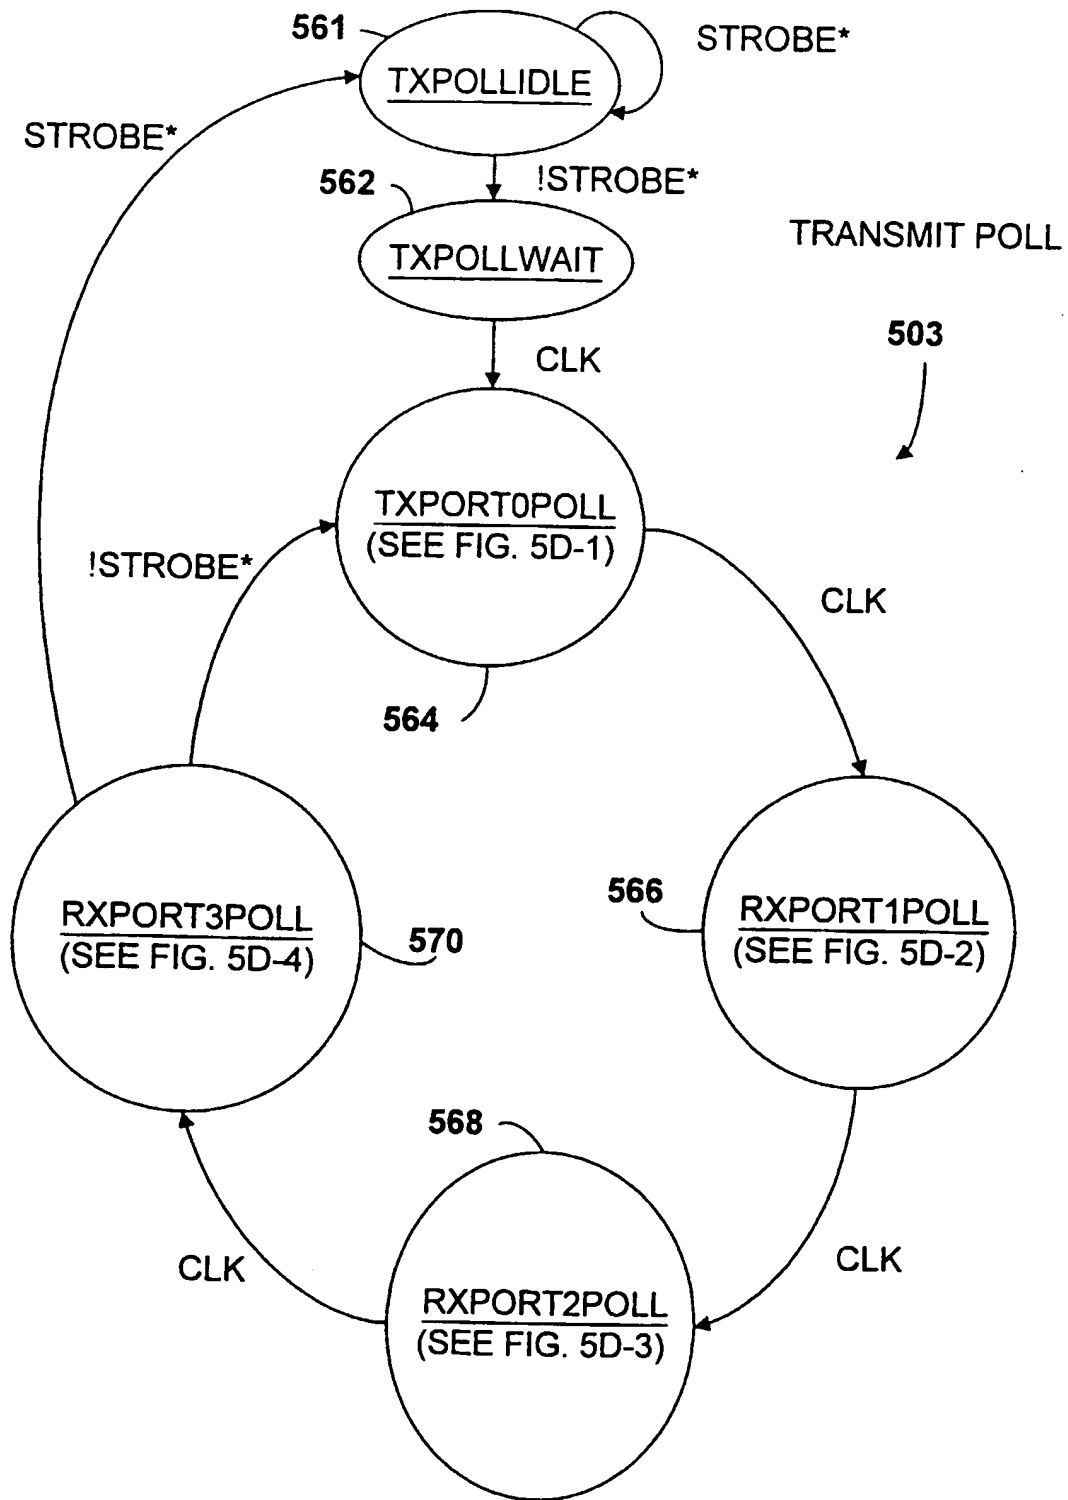 561
STROBE*
TXPOLLIDLE
STROBE*
562
!STROBE*
TXPOLLWAIT
TRANSMIT POLL
503
CLK
TXPORT0POLL
(SEE FIG. 5D-1)
!STROBE*
CLK
564
RXPORT3POLL
(SEE FIG. 5D-4)
570
566
RXPORT1POLL
(SEE FIG. 5D-2)
568
CLK
CLK
RXPORT2POLL
(SEE FIG. 5D-3)